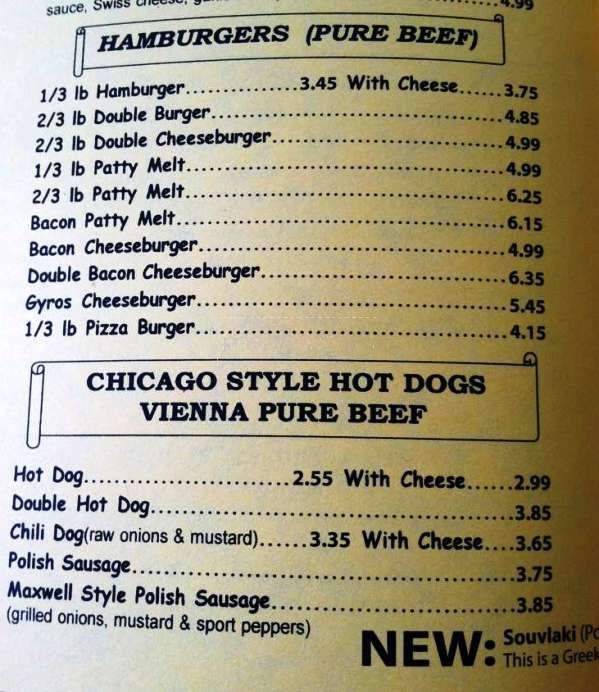 sauce, Swiss cheese, 4.99
HAMBURGERS (PURE BEEF)
1/3 lb Hamburger...............3.45 With Cheese......3.75
2/3 lb Double Burger.......................................4.85
2/3 lb Double Cheeseburger..............................4.99
1/3 lb Patty Melt...........................................4.99
2/3 lb Patty Melt...........................................6.25
Bacon Patty Melt............................................6.15
Bacon Cheeseburger.........................................4.99
Double Bacon Cheeseburger................................6.35
Gyros Cheeseburger.........................................5.45
1/3 lb Pizza Burger.........................................4.15
CHICAGO STYLE HOT DOGS
VIENNA PURE BEEF
Hot Dog............................2.55 With Cheese......2.99
Double Hot Dog..............................................3.85
Chili Dog(raw onions & mustard)......3.35 With Cheese....3.65
Polish Sausage................................................3.75
Maxwell Style Polish Sausage..............................3.85
(grilled onions, mustard & sport peppers)
NEW: Souvlaki
This is a Greek